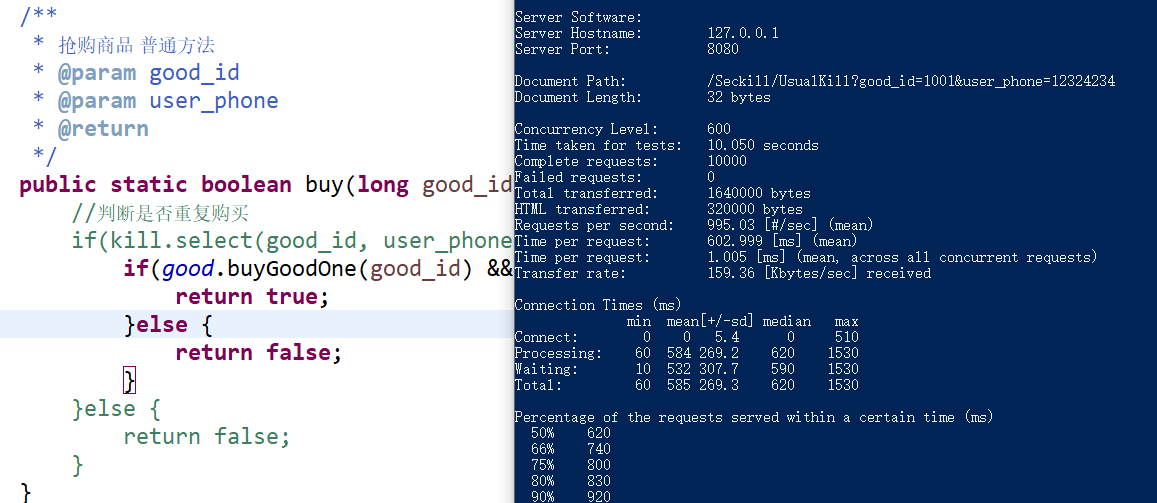 /**
 * 抢购商品 普通方法
 * @param good_id
 * @param user_phone
 * @return
 */
public static boolean buy(long good_id
    //判断是否重复购买
    if(kill.select(good_id, user_phone
        if(good.buyGoodOne(good_id) &&
            return true;
        }else {
            return false;
        }
    }else {
        return false;
    }
}
Server Software:
Server Hostname: 127.0.0.1
Server Port: 8080
Document Path: /Seckill/UsualKill?good_id=1001&user_phone=12324234
Document Length: 32 bytes
Concurrency Level: 600
Time taken for tests: 10.050 seconds
Complete requests: 10000
Failed requests: 0
Total transferred: 1640000 bytes
HTML transferred: 320000 bytes
Requests per second: 995.03 [#/sec] (mean)
Time per request: 602.999 [ms] (mean)
Time per request: 1.005 [ms] (mean, across all concurrent requests)
Transfer rate: 159.36 [Kbytes/sec] received
Connection Times (ms)
min mean[+/-sd] median max
Connect: 0 0 5.4 0 510
Processing: 60 584 269.2 620 1530
Waiting: 10 532 307.7 590 1530
Total: 60 585 269.3 620 1530
Percentage of the requests served within a certain time (ms)
50% 620
66% 740
75% 800
80% 830
90% 920